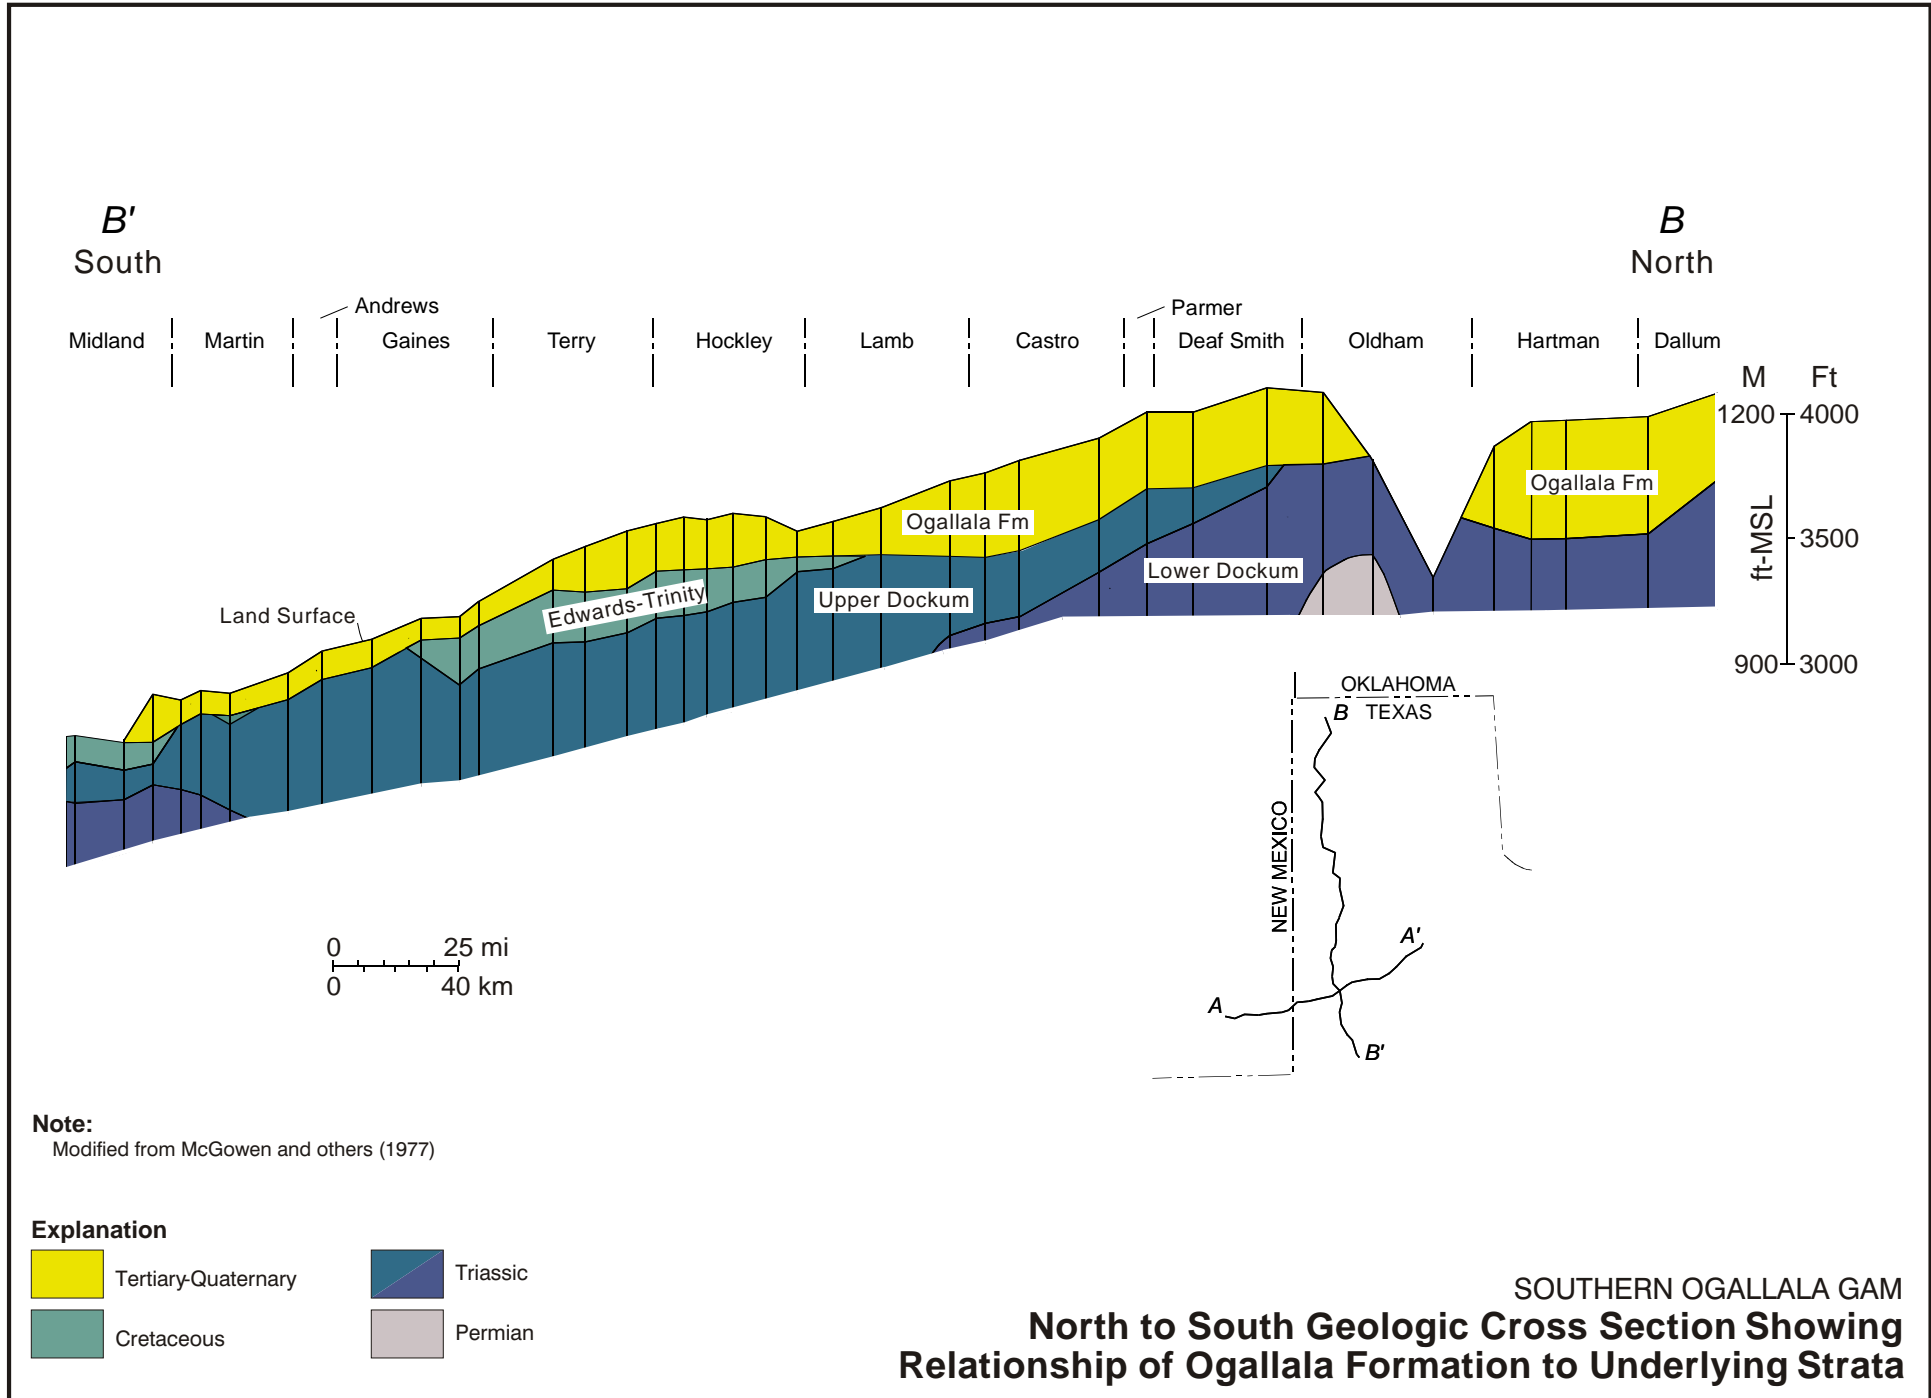 B'
South
B
North
Andrews
Parmer
Midland
Martin
Gaines
Terry
Hockley
Lamb
Castro
Deaf Smith
Oldham
Hartman
Dallum
M Ft
1200 4000
3500
ft-MSL
900 3000
Ogallala Fm
Ogallala Fm
Lower Dockum
Edwards-Trinity
Upper Dockum
Land Surface
OKLAHOMA
TEXAS
NEW MEXICO
B
A'
A
B'
0 25 mi
0 40 km
Note:
Modified from McGowen and others (1977)
Explanation
Tertiary-Quaternary
Triassic
Cretaceous
Permian
SOUTHERN OGALLALA GAM
North to South Geologic Cross Section Showing
Relationship of Ogallala Formation to Underlying Strata